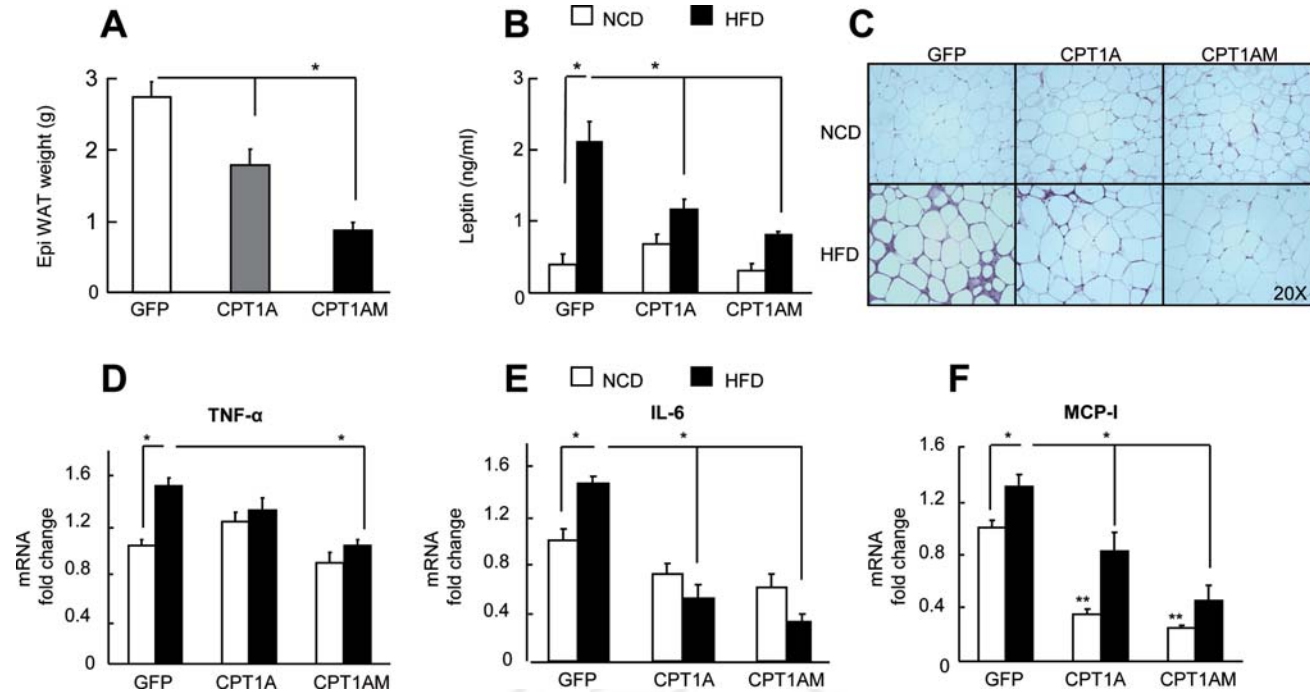 A
Epi WAT weight (g)
3
2
1
0
GFP CPT1A CPT1AM
*
B
NCD HFD
Leptin (ng/ml)
3
2
1
0
* *
GFP CPT1A CPT1AM
C
GFP CPT1A CPT1AM
NCD
HFD
20X
D
TNF-α
mRNA
fold change
1.6
1.2
0.8
0.4
0
* *
GFP CPT1A CPT1AM
E
NCD HFD
IL-6
mRNA
fold change
1.6
1.2
0.8
0.4
0
* *
GFP CPT1A CPT1AM
F
MCP-I
mRNA
fold change
1.6
1.2
0.8
0.4
0
* *
** **
GFP CPT1A CPT1AM